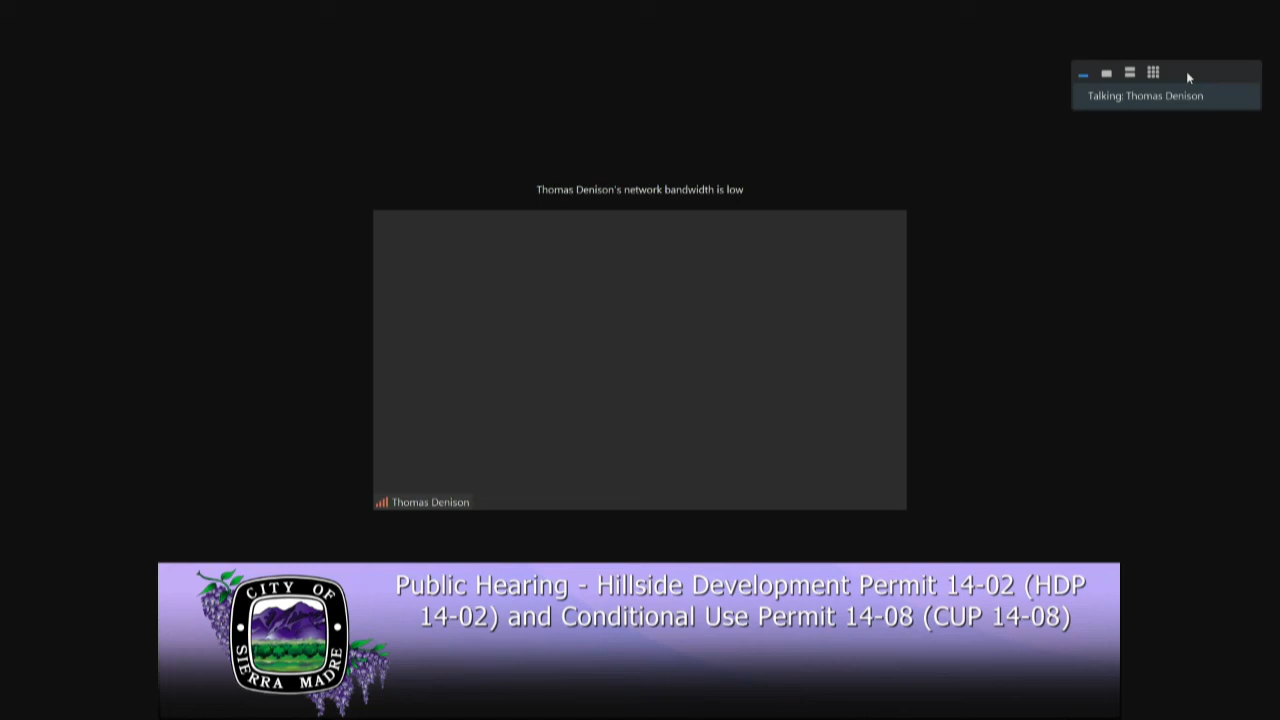 Talking: Thomas Denison
Thomas Denison's network bandwidth is low
Thomas Denison
Public Hearing - Hillside Development Permit 14-02 (HDP
14-02) and Conditional Use Permit 14-08 (CUP 14-08)
CITY OF
SIERRA MADRE